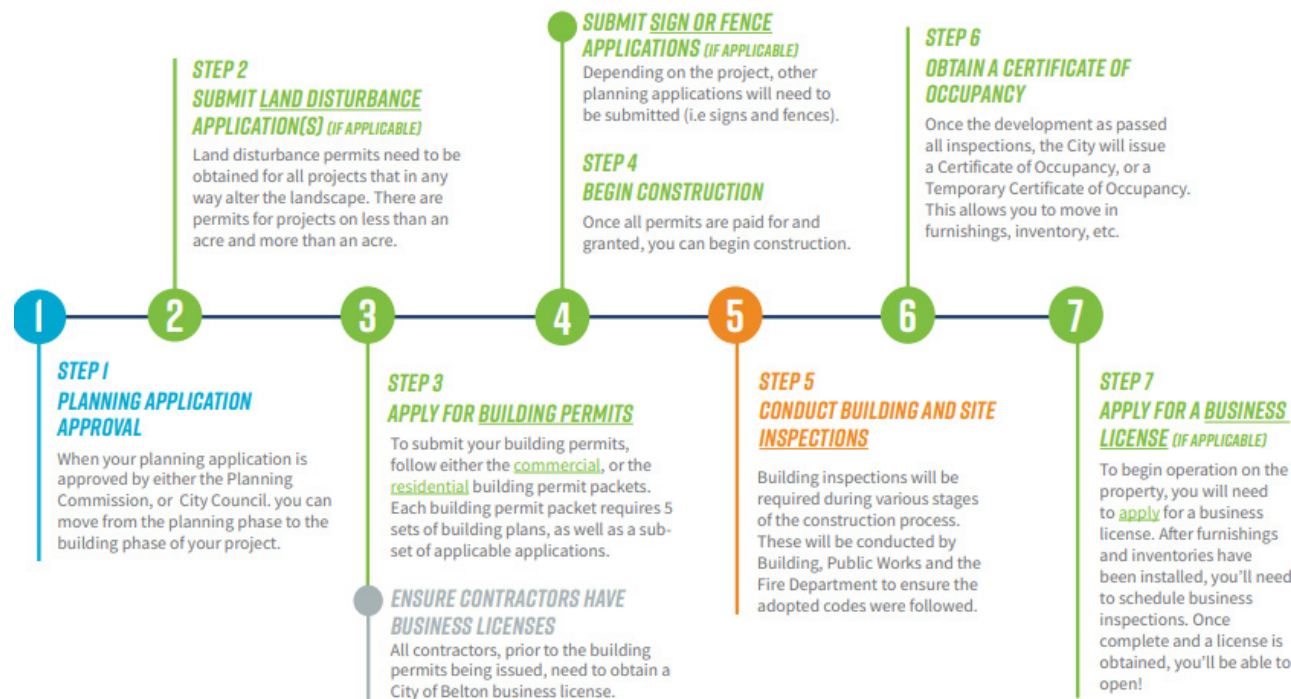 STEP 2
SUBMIT LAND DISTURBANCE
APPLICATION(S) (IF APPLICABLE)
Land disturbance permits need to be
obtained for all projects that in any
way alter the landscape. There are
permits for projects on less than an
acre and more than an acre.
SUBMIT SIGN OR FENCE
APPLICATIONS (IF APPLICABLE)
Depending on the project, other
planning applications will need to
be submitted (i.e signs and fences).
STEP 4
BEGIN CONSTRUCTION
Once all permits are paid for and
granted, you can begin construction.
STEP 6
OBTAIN A CERTIFICATE OF
OCCUPANCY
Once the development as passed
all inspections, the City will issue
a Certificate of Occupancy, or a
Temporary Certificate of Occupancy.
This allows you to move in
furnishings, inventory, etc.
1
2
3
4
5
6
7
STEP 1
PLANNING APPLICATION
APPROVAL
When your planning application is
approved by either the Planning
Commission, or City Council. you can
move from the planning phase to the
building phase of your project.
STEP 3
APPLY FOR BUILDING PERMITS
To submit your building permits,
follow either the commercial, or the
residential building permit packets.
Each building permit packet requires 5
sets of building plans, as well as a sub-
set of applicable applications.
ENSURE CONTRACTORS HAVE
BUSINESS LICENSES
All contractors, prior to the building
permits being issued, need to obtain a
City of Belton business license.
STEP 5
CONDUCT BUILDING AND SITE
INSPECTIONS
Building inspections will be
required during various stages
of the construction process.
These will be conducted by
Building, Public Works and the
Fire Department to ensure the
adopted codes were followed.
STEP 7
APPLY FOR A BUSINESS
LICENSE (IF APPLICABLE)
To begin operation on the
property, you will need
to apply for a business
license. After furnishings
and inventories have
been installed, you'll need
to schedule business
inspections. Once
complete and a license is
obtained, you'll be able to
open!